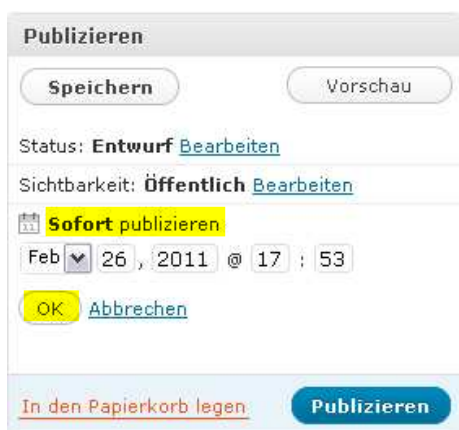 Publizieren
Speichern Vorschau
Status: Entwurf Bearbeiten
Sichtbarkeit: Öffentlich Bearbeiten
Sofort publizieren
Feb 26 , 2011 @ 17 : 53
OK Abbrechen
In den Papierkorb legen Publizieren